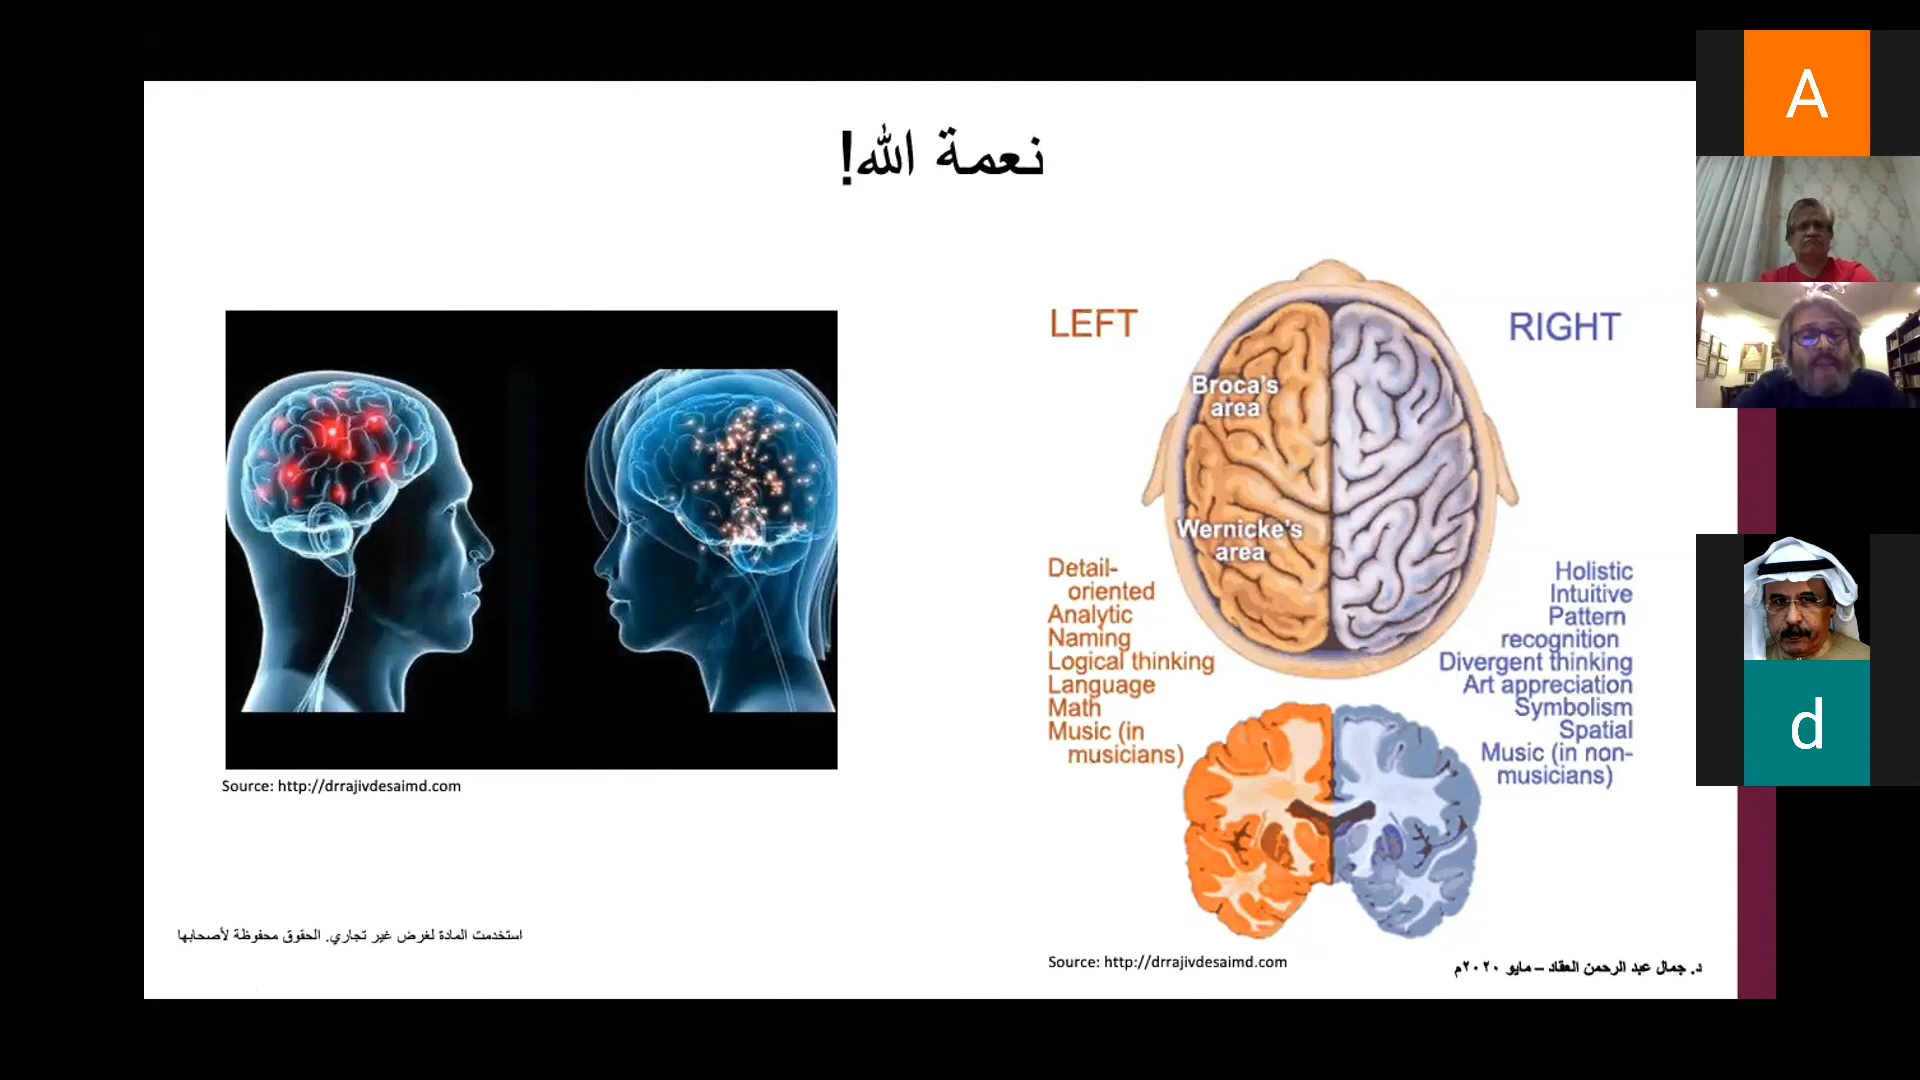 نعمة الله!
LEFT
RIGHT
Broca's
area
Wernicke's
area
Detail-
oriented
Analytic
Naming
Logical thinking
Language
Math
Music (in
musicians)
Holistic
Intuitive
Pattern
recognition
Divergent thinking
Art appreciation
Symbolism
Spatial
Music (in non-
musicians)
Source: http://drrajivdesaimd.com
استخدمت المادة لغرض غير تجاري. الحقوق محفوظة لأصحابها
Source: http://drrajivdesaimd.com
د. جمال عبد الرحمن العقاد – مايو ٢٠٢٠م
A
d